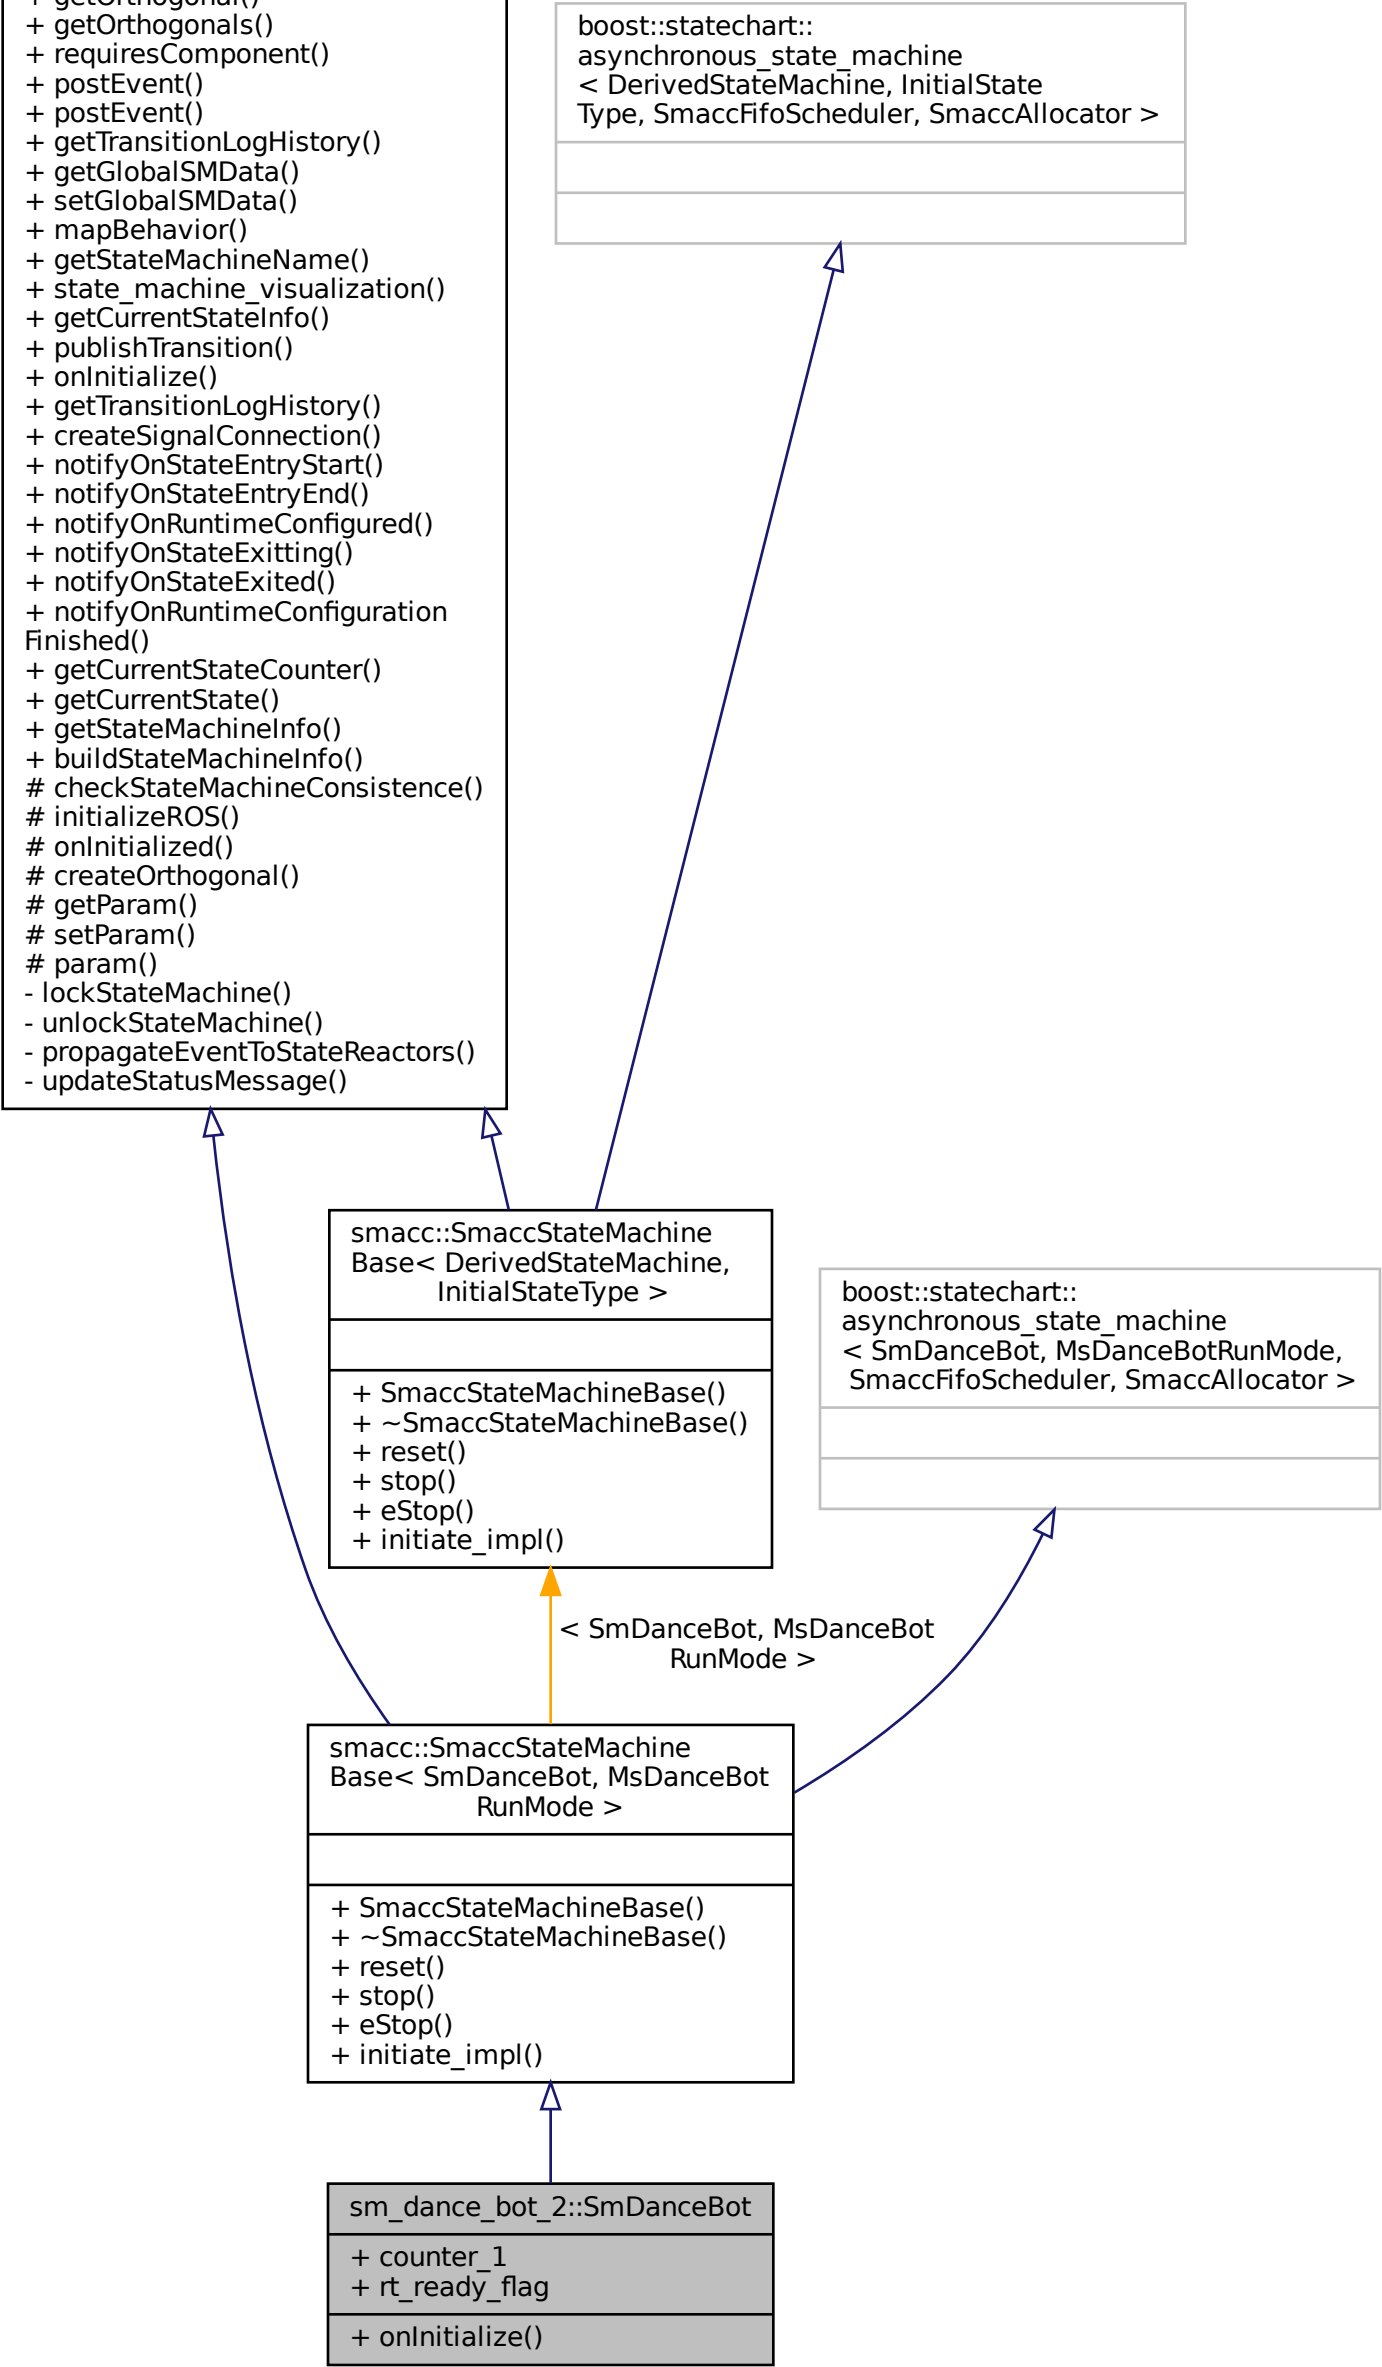 + getOrthogonal()
+ getOrthogonals()
+ requiresComponent()
+ postEvent()
+ postEvent()
+ getTransitionLogHistory()
+ getGlobalSMData()
+ setGlobalSMData()
+ mapBehavior()
+ getStateMachineName()
+ state_machine_visualization()
+ getCurrentStateInfo()
+ publishTransition()
+ onInitialize()
+ getTransitionLogHistory()
+ createSignalConnection()
+ notifyOnStateEntryStart()
+ notifyOnStateEntryEnd()
+ notifyOnRuntimeConfigured()
+ notifyOnStateExitting()
+ notifyOnStateExited()
+ notifyOnRuntimeConfiguration
Finished()
+ getCurrentStateCounter()
+ getCurrentState()
+ getStateMachineInfo()
+ buildStateMachineInfo()
# checkStateMachineConsistence()
# initializeROS()
# onInitialized()
# createOrthogonal()
# getParam()
# setParam()
# param()
- lockStateMachine()
- unlockStateMachine()
- propagateEventToStateReactors()
- updateStatusMessage()
boost::statechart::
asynchronous_state_machine
< DerivedStateMachine, InitialState
Type, SmaccFifoScheduler, SmaccAllocator >
smacc::SmaccStateMachine
Base< DerivedStateMachine,
InitialStateType >
+ SmaccStateMachineBase()
+ ~SmaccStateMachineBase()
+ reset()
+ stop()
+ eStop()
+ initiate_impl()
boost::statechart::
asynchronous_state_machine
< SmDanceBot, MsDanceBotRunMode,
SmaccFifoScheduler, SmaccAllocator >
< SmDanceBot, MsDanceBot
RunMode >
smacc::SmaccStateMachine
Base< SmDanceBot, MsDanceBot
RunMode >
+ SmaccStateMachineBase()
+ ~SmaccStateMachineBase()
+ reset()
+ stop()
+ eStop()
+ initiate_impl()
sm_dance_bot_2::SmDanceBot
+ counter_1
+ rt_ready_flag
+ onInitialize()